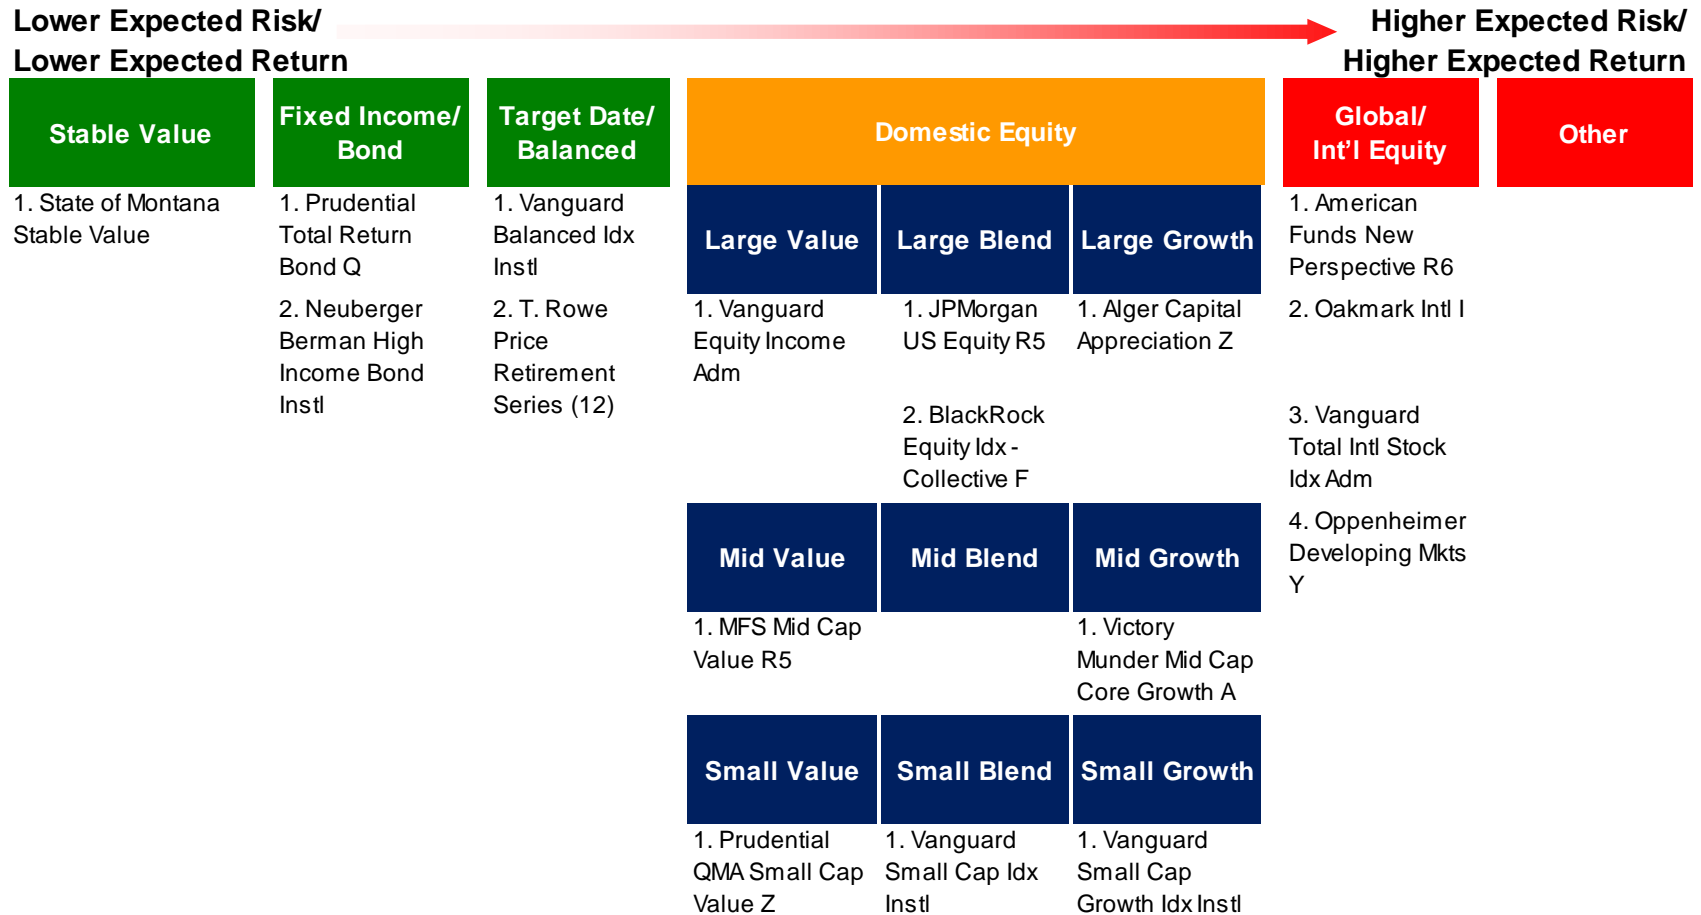 Lower Expected Risk/
Lower Expected Return
Higher Expected Risk/
Higher Expected Return
Stable Value
Fixed Income/
Bond
Target Date/
Balanced
Domestic Equity
Global/
Int'l Equity
Other
1. State of Montana
Stable Value
1. Prudential
Total Return
Bond Q
2. Neuberger
Berman High
Income Bond
Instl
1. Vanguard
Balanced Idx
Instl
2. T. Rowe
Price
Retirement
Series (12)
Large Value
Large Blend
Large Growth
1. Vanguard
Equity Income
Adm
1. JPMorgan
US Equity R5
2. BlackRock
Equity Idx -
Collective F
1. Alger Capital
Appreciation Z
Mid Value
Mid Blend
Mid Growth
1. MFS Mid Cap
Value R5
1. Victory
Munder Mid Cap
Core Growth A
Small Value
Small Blend
Small Growth
1. Prudential
QMA Small Cap
Value Z
1. Vanguard
Small Cap Idx
Instl
1. Vanguard
Small Cap
Growth Idx Instl
1. American
Funds New
Perspective R6
2. Oakmark Intl I
3. Vanguard
Total Intl Stock
Idx Adm
4. Oppenheimer
Developing Mkts
Y